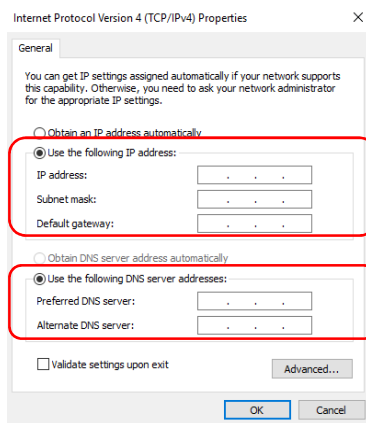 Internet Protocol Version 4 (TCP/IPv4) Properties
General
You can get IP settings assigned automatically if your network supports
this capability. Otherwise, you need to ask your network administrator
for the appropriate IP settings.
Obtain an IP address automatically
Use the following IP address:
IP address:
Subnet mask:
Default gateway:
Obtain DNS server address automatically
Use the following DNS server addresses:
Preferred DNS server:
Alternate DNS server:
Validate settings upon exit
Advanced...
OK Cancel